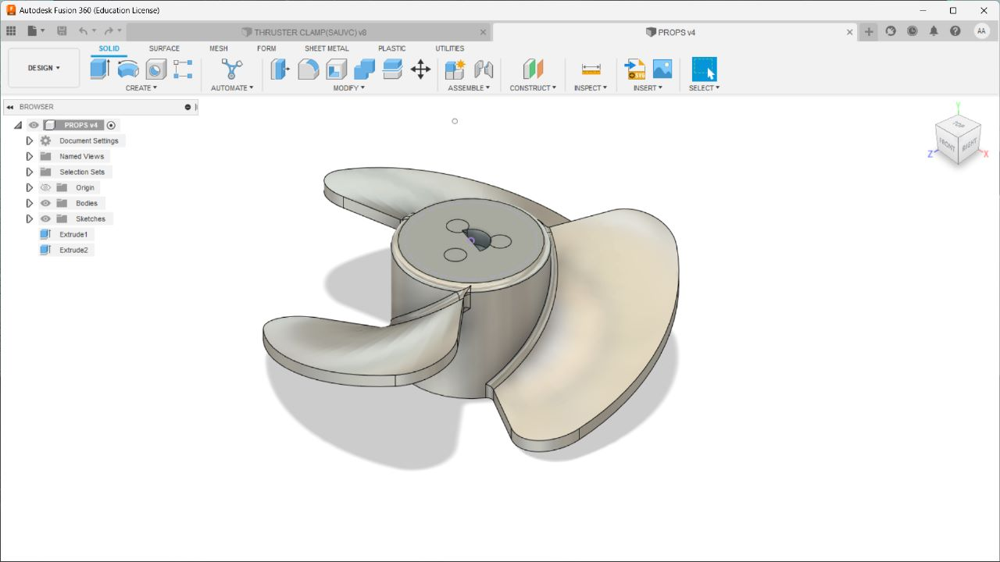 Autodesk Fusion 360 (Education License)
THRUSTER CLAMP(SAUVC) v8
PROPS v4
AA
SOLID SURFACE MESH FORM SHEET METAL PLASTIC UTILITIES
DESIGN
SVG
CREATE AUTOMATE MODIFY ASSEMBLE CONSTRUCT INSPECT INSERT SELECT
BROWSER
PROPS v4
Document Settings
Named Views
Selection Sets
Origin
Bodies
Sketches
Extrude1
Extrude2
Y
TOP
FRONT RIGHT
Z X